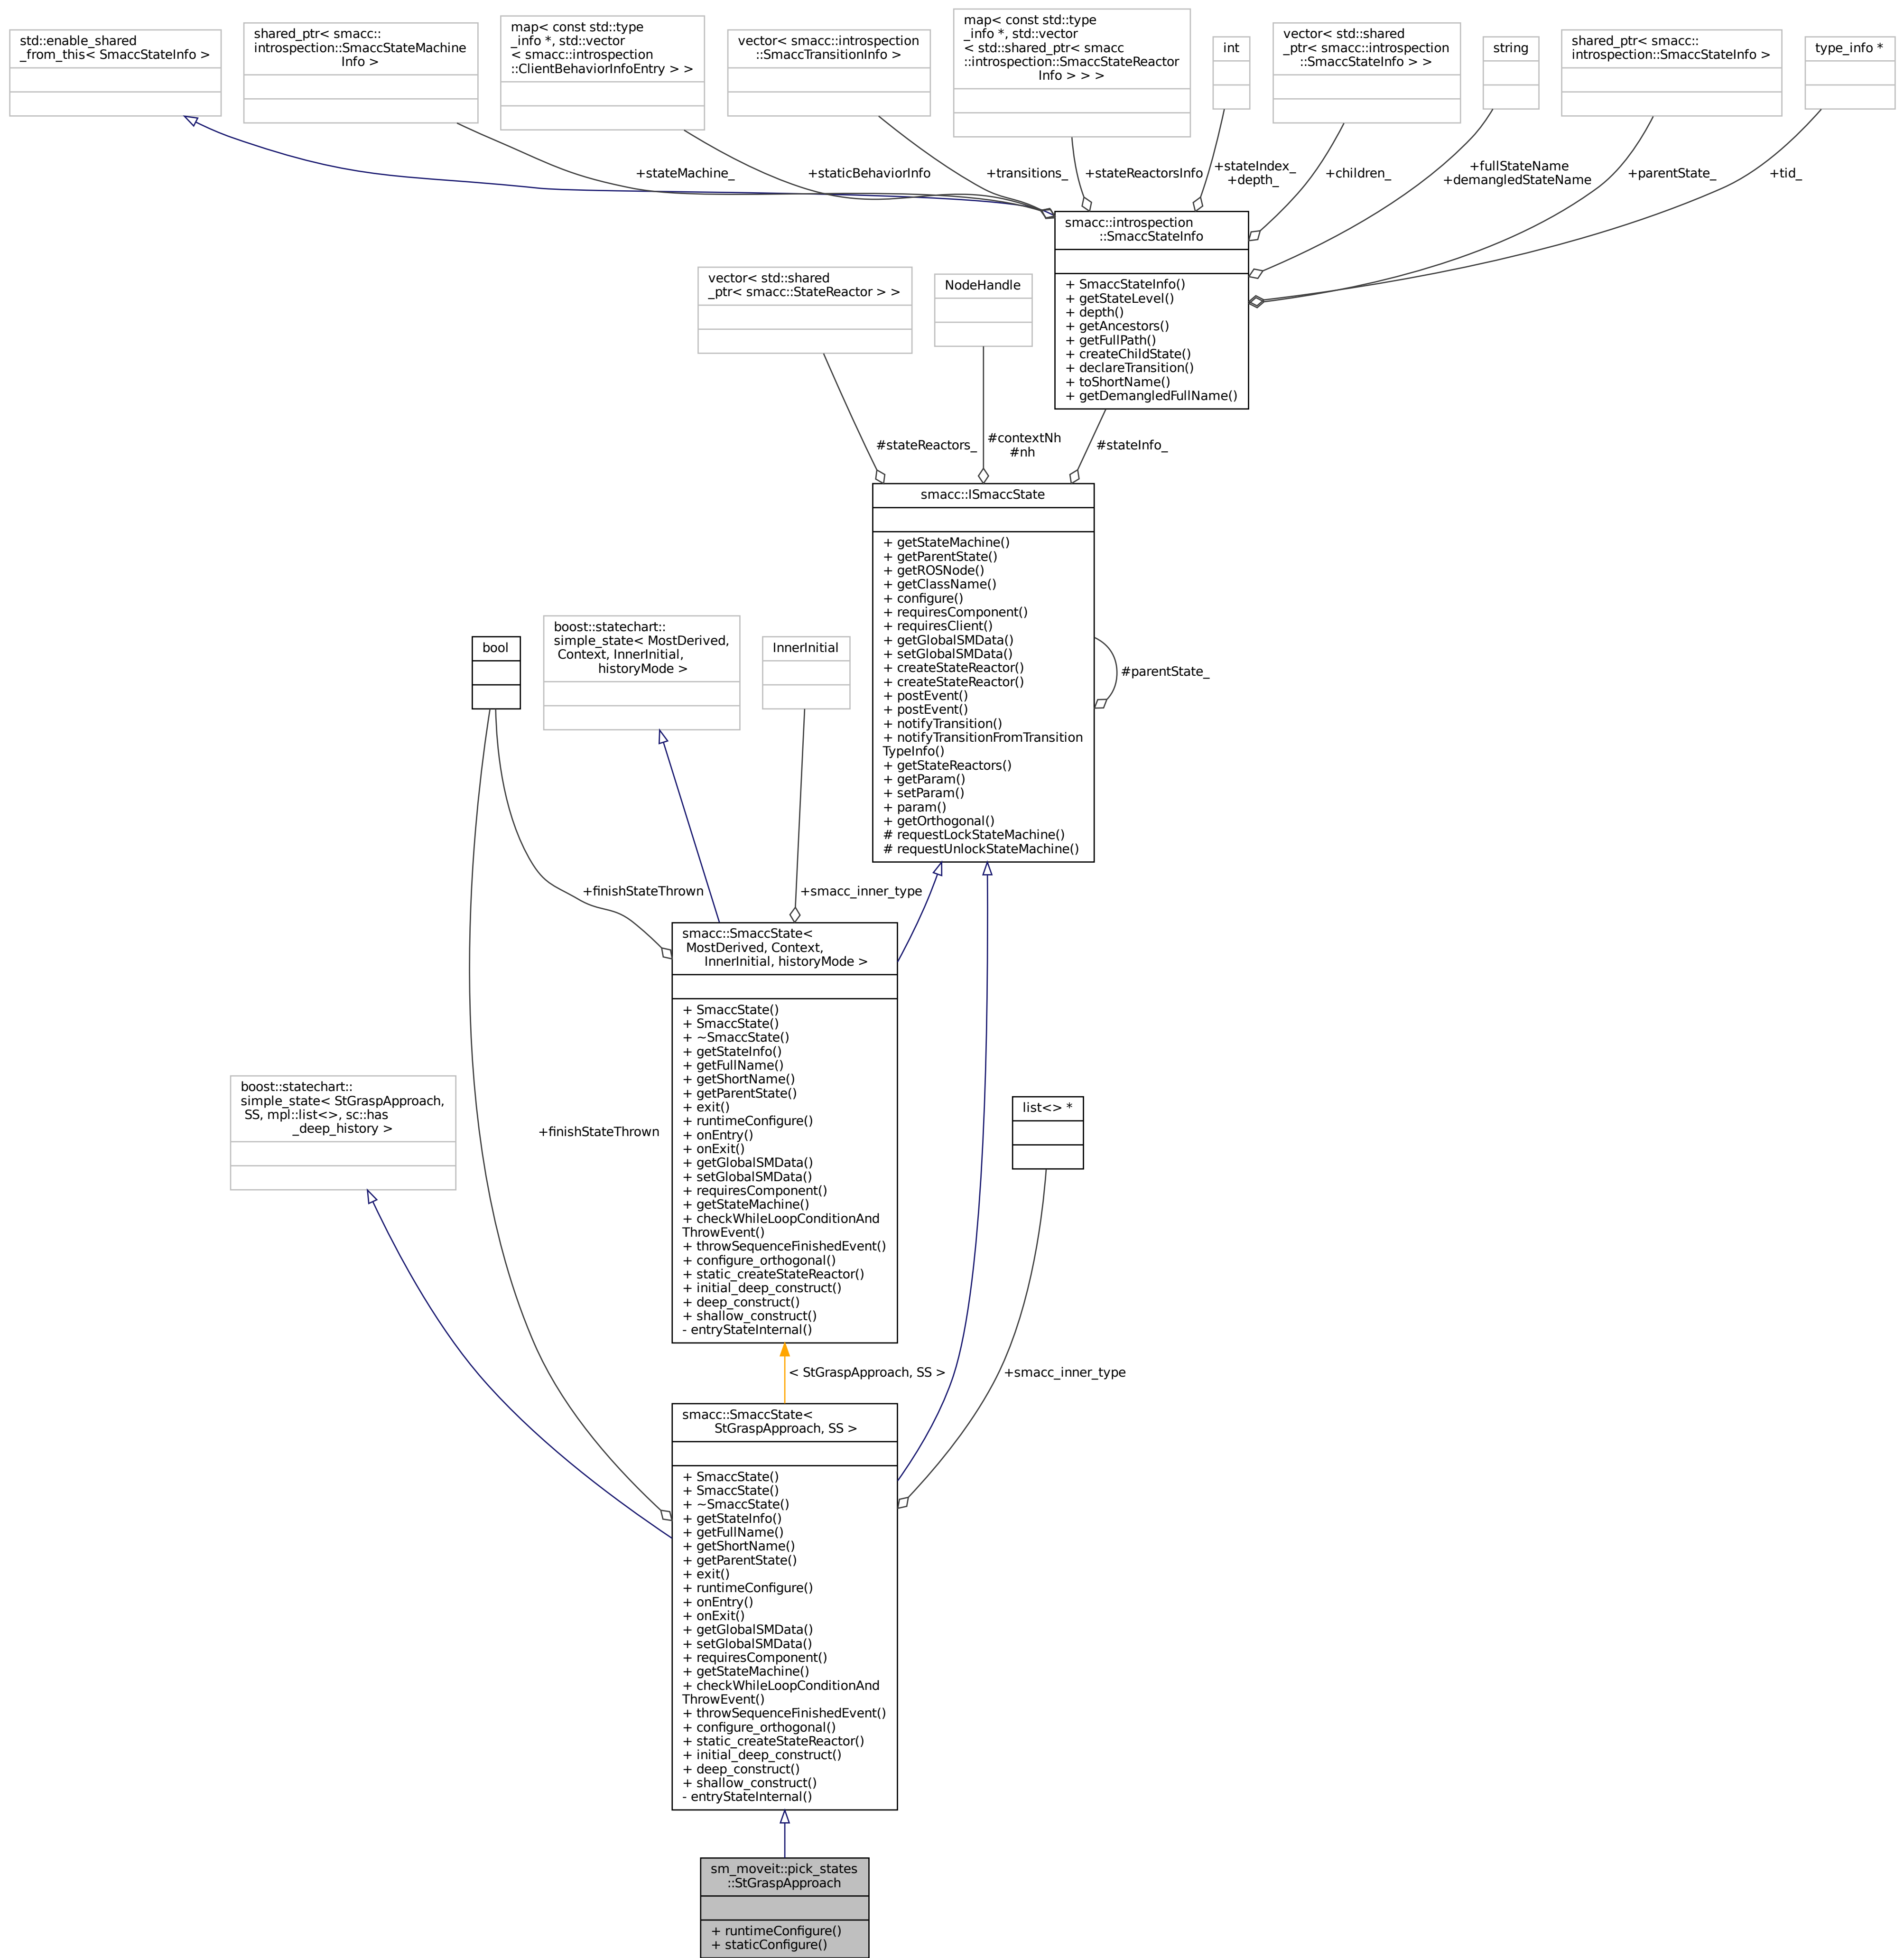 std::enable_shared
_from_this< SmaccStateInfo >
shared_ptr< smacc::
introspection::SmaccStateMachine
Info >
map< const std::type
_info *, std::vector
< smacc::introspection
::ClientBehaviorInfoEntry > >
vector< smacc::introspection
::SmaccTransitionInfo >
map< const std::type
_info *, std::vector
< std::shared_ptr< smacc
::introspection::SmaccStateReactor
Info > > >
int
vector< std::shared
_ptr< smacc::introspection
::SmaccStateInfo > >
string
shared_ptr< smacc::
introspection::SmaccStateInfo >
type_info *
+stateMachine_
+staticBehaviorInfo
+transitions_
+stateReactorsInfo
+stateIndex_
+depth_
+children_
+fullStateName
+demangledStateName
+parentState_
+tid_
smacc::introspection
::SmaccStateInfo
+ SmaccStateInfo()
+ getStateLevel()
+ depth()
+ getAncestors()
+ getFullPath()
+ createChildState()
+ declareTransition()
+ toShortName()
+ getDemangledFullName()
vector< std::shared
_ptr< smacc::StateReactor > >
NodeHandle
#stateReactors_
#contextNh
#nh
#stateInfo_
smacc::ISmaccState
+ getStateMachine()
+ getParentState()
+ getROSNode()
+ getClassName()
+ configure()
+ requiresComponent()
+ requiresClient()
+ getGlobalSMData()
+ setGlobalSMData()
+ createStateReactor()
+ createStateReactor()
+ postEvent()
+ postEvent()
+ notifyTransition()
+ notifyTransitionFromTransition
TypeInfo()
+ getStateReactors()
+ getParam()
+ setParam()
+ param()
+ getOrthogonal()
# requestLockStateMachine()
# requestUnlockStateMachine()
#parentState_
bool
boost::statechart::
simple_state< MostDerived,
Context, InnerInitial,
historyMode >
InnerInitial
+finishStateThrown
+smacc_inner_type
smacc::SmaccState<
MostDerived, Context,
InnerInitial, historyMode >
+ SmaccState()
+ SmaccState()
+ ~SmaccState()
+ getStateInfo()
+ getFullName()
+ getShortName()
+ getParentState()
+ exit()
+ runtimeConfigure()
+ onEntry()
+ onExit()
+ getGlobalSMData()
+ setGlobalSMData()
+ requiresComponent()
+ getStateMachine()
+ checkWhileLoopConditionAnd
ThrowEvent()
+ throwSequenceFinishedEvent()
+ configure_orthogonal()
+ static_createStateReactor()
+ initial_deep_construct()
+ deep_construct()
+ shallow_construct()
- entryStateInternal()
boost::statechart::
simple_state< StGraspApproach,
SS, mpl::list<>, sc::has
_deep_history >
+finishStateThrown
list<> *
< StGraspApproach, SS >
+smacc_inner_type
smacc::SmaccState<
StGraspApproach, SS >
+ SmaccState()
+ SmaccState()
+ ~SmaccState()
+ getStateInfo()
+ getFullName()
+ getShortName()
+ getParentState()
+ exit()
+ runtimeConfigure()
+ onEntry()
+ onExit()
+ getGlobalSMData()
+ setGlobalSMData()
+ requiresComponent()
+ getStateMachine()
+ checkWhileLoopConditionAnd
ThrowEvent()
+ throwSequenceFinishedEvent()
+ configure_orthogonal()
+ static_createStateReactor()
+ initial_deep_construct()
+ deep_construct()
+ shallow_construct()
- entryStateInternal()
sm_moveit::pick_states
::StGraspApproach
+ runtimeConfigure()
+ staticConfigure()